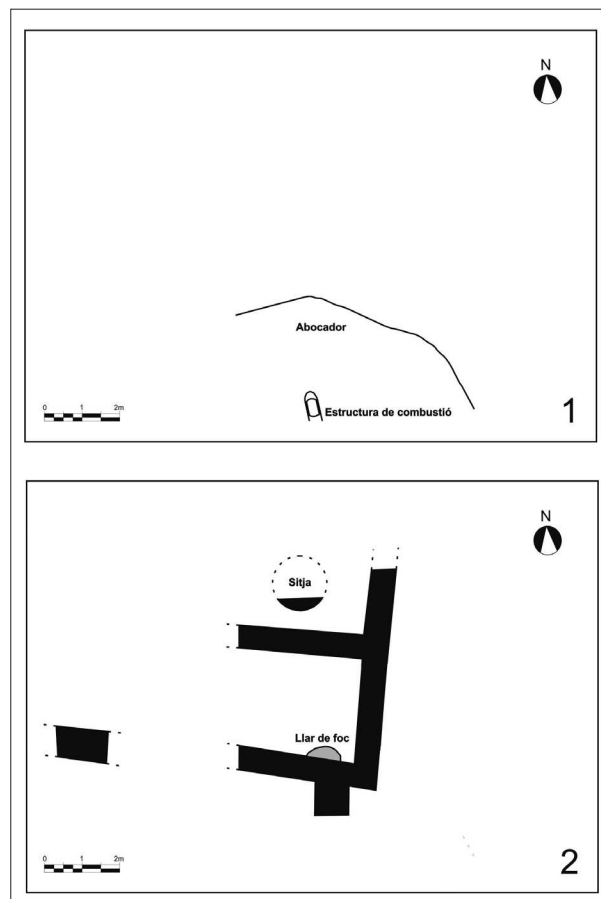 N
Abocador
Estructura de combustió
0 1 2m
1
N
Sitja
Llar de foc
0 1 2m
2